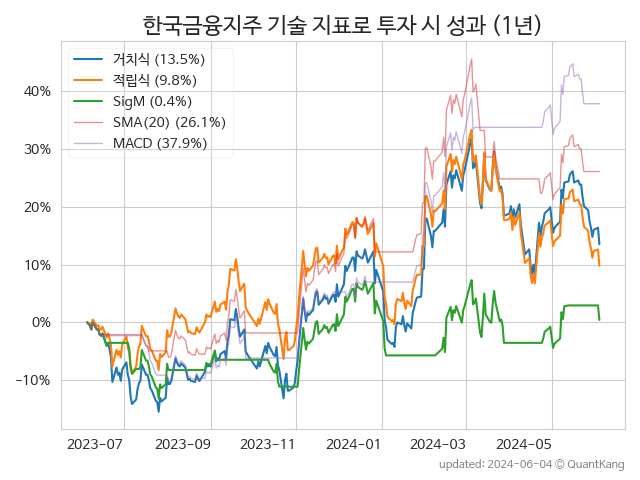 한국금융지주 기술 지표로 투자 시 성과 (1년)
거치식 (13.5%)
적립식 (9.8%)
SigM (0.4%)
SMA(20) (26.1%)
MACD (37.9%)
40%
30%
20%
10%
0%
−10%
2023-07 2023-09 2023-11 2024-01 2024-03 2024-05
updated: 2024-06-04 © QuantKang